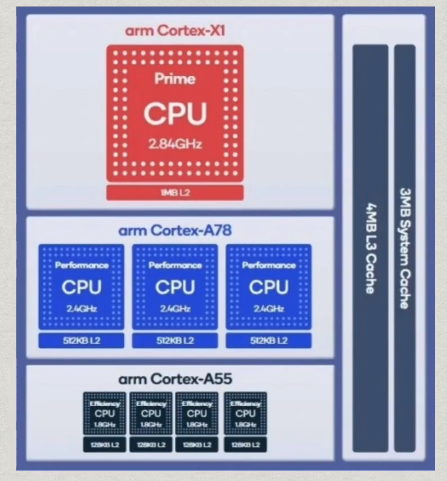 arm Cortex-X1
Prime
CPU
2.84GHz
1MB L2
arm Cortex-A78
Performance
CPU
2.4GHz
512KB L2
Performance
CPU
2.4GHz
512KB L2
Performance
CPU
2.4GHz
512KB L2
arm Cortex-A55
Efficiency
CPU
1.8GHz
128KB L2
Efficiency
CPU
1.8GHz
128KB L2
Efficiency
CPU
1.8GHz
128KB L2
Efficiency
CPU
1.8GHz
128KB L2
4MB L3 Cache
3MB System Cache